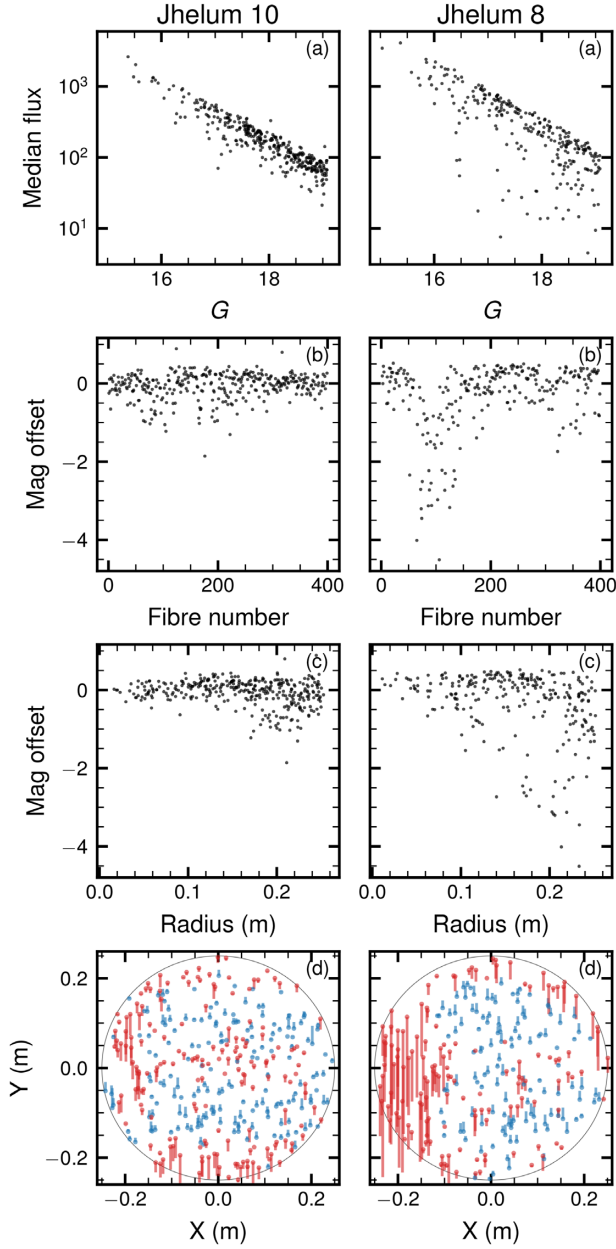 Jhelum 10 Jhelum 8
(a) (a)
10³
10²
10¹
Median flux
16 18 16 18
G G
(b) (b)
0
−2
−4
Mag offset
0 200 400 0 200 400
Fibre number Fibre number
(c) (c)
0
−2
−4
Mag offset
0.0 0.1 0.2 0.0 0.1 0.2
Radius (m) Radius (m)
(d) (d)
0.2
0.0
−0.2
Y (m)
−0.2 0.0 0.2 −0.2 0.0 0.2
X (m) X (m)